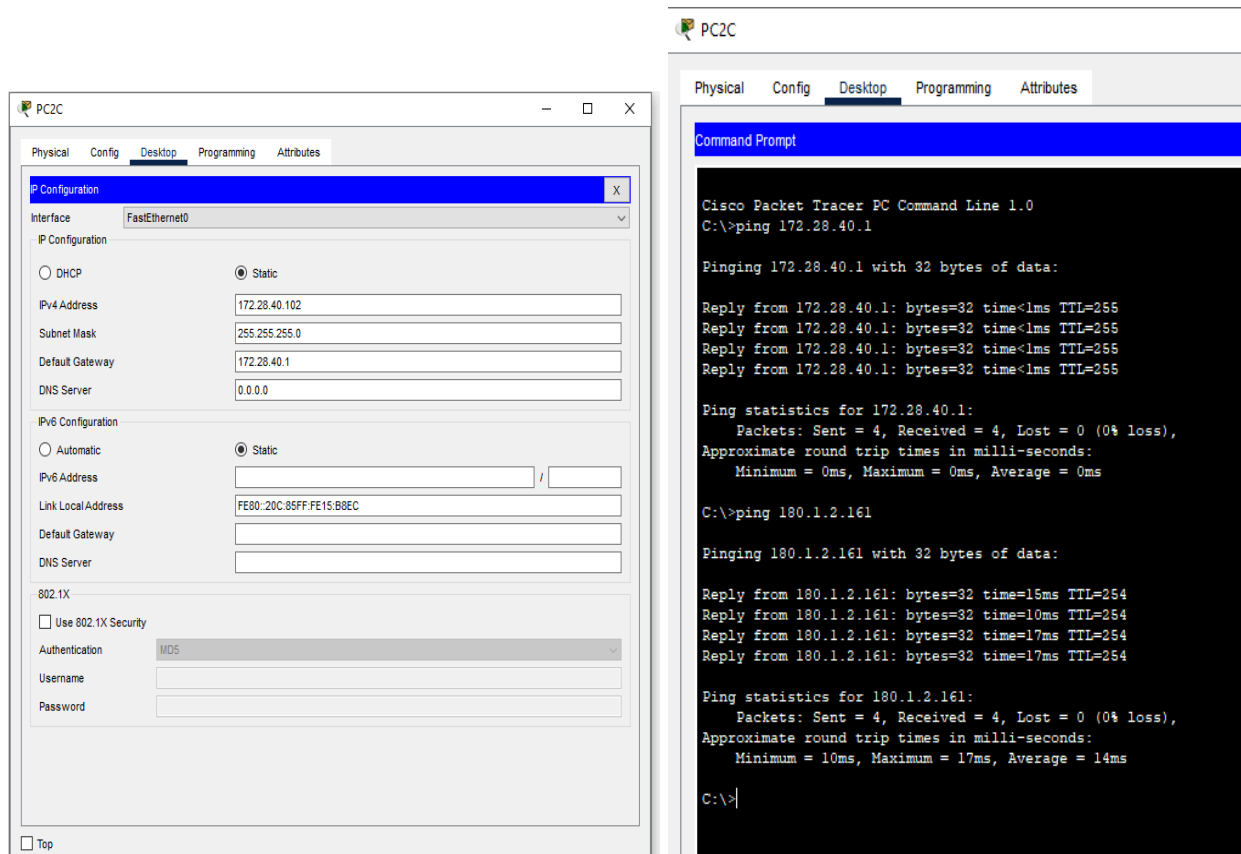 PC2C
Physical Config Desktop Programming Attributes
IP Configuration X
Interface FastEthernet0
IP Configuration
DHCP Static
IPv4 Address 172.28.40.102
Subnet Mask 255.255.255.0
Default Gateway 172.28.40.1
DNS Server 0.0.0.0
IPv6 Configuration
Automatic Static
IPv6 Address /
Link Local Address FE80::20C:85FF:FE15:B8EC
Default Gateway
DNS Server
802.1X
Use 802.1X Security
Authentication MD5
Username
Password
Top
PC2C
Physical Config Desktop Programming Attributes
Command Prompt
Cisco Packet Tracer PC Command Line 1.0
C:\>ping 172.28.40.1
Pinging 172.28.40.1 with 32 bytes of data:
Reply from 172.28.40.1: bytes=32 time<1ms TTL=255
Reply from 172.28.40.1: bytes=32 time<1ms TTL=255
Reply from 172.28.40.1: bytes=32 time<1ms TTL=255
Reply from 172.28.40.1: bytes=32 time<1ms TTL=255
Ping statistics for 172.28.40.1:
Packets: Sent = 4, Received = 4, Lost = 0 (0% loss),
Approximate round trip times in milli-seconds:
Minimum = 0ms, Maximum = 0ms, Average = 0ms
C:\>ping 180.1.2.161
Pinging 180.1.2.161 with 32 bytes of data:
Reply from 180.1.2.161: bytes=32 time=15ms TTL=254
Reply from 180.1.2.161: bytes=32 time=10ms TTL=254
Reply from 180.1.2.161: bytes=32 time=17ms TTL=254
Reply from 180.1.2.161: bytes=32 time=17ms TTL=254
Ping statistics for 180.1.2.161:
Packets: Sent = 4, Received = 4, Lost = 0 (0% loss),
Approximate round trip times in milli-seconds:
Minimum = 10ms, Maximum = 17ms, Average = 14ms
C:\>